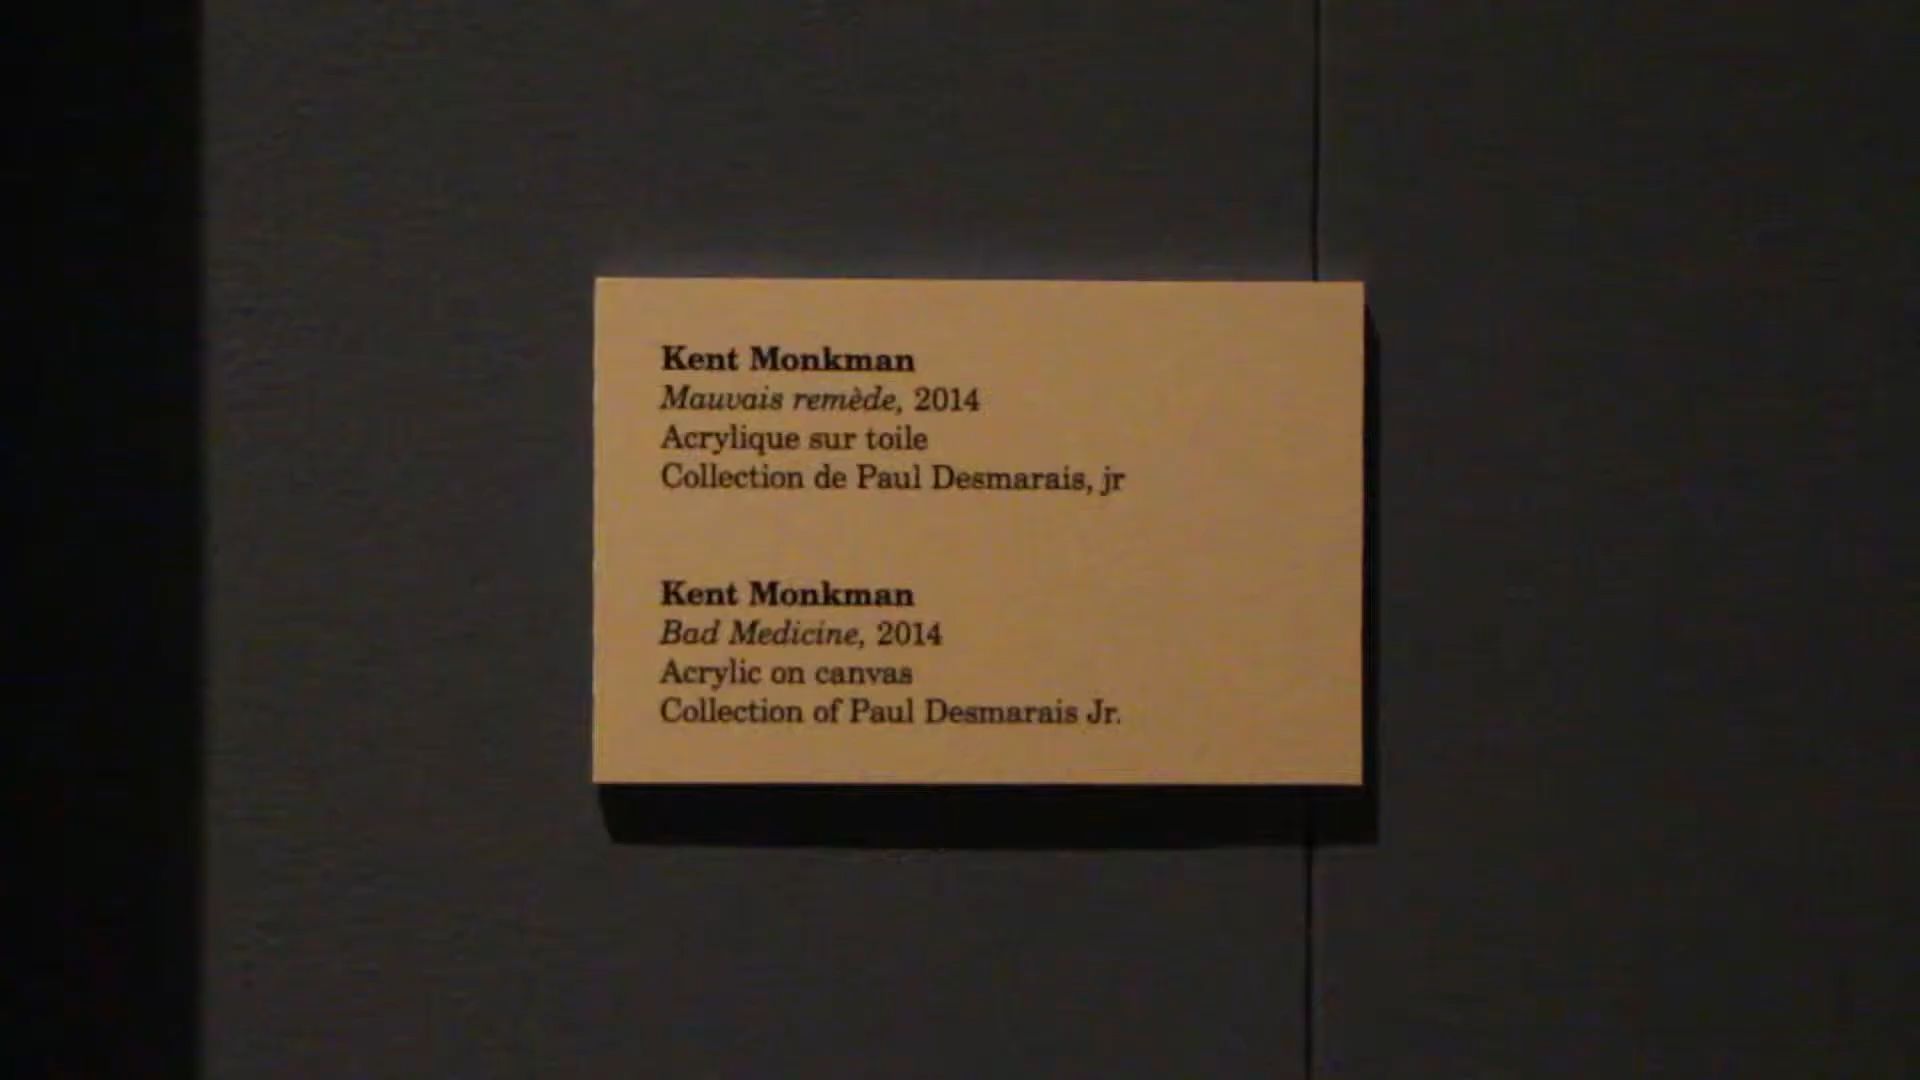 Kent Monkman
Mauvais remède, 2014
Acrylique sur toile
Collection de Paul Desmarais, jr
Kent Monkman
Bad Medicine, 2014
Acrylic on canvas
Collection of Paul Desmarais Jr.